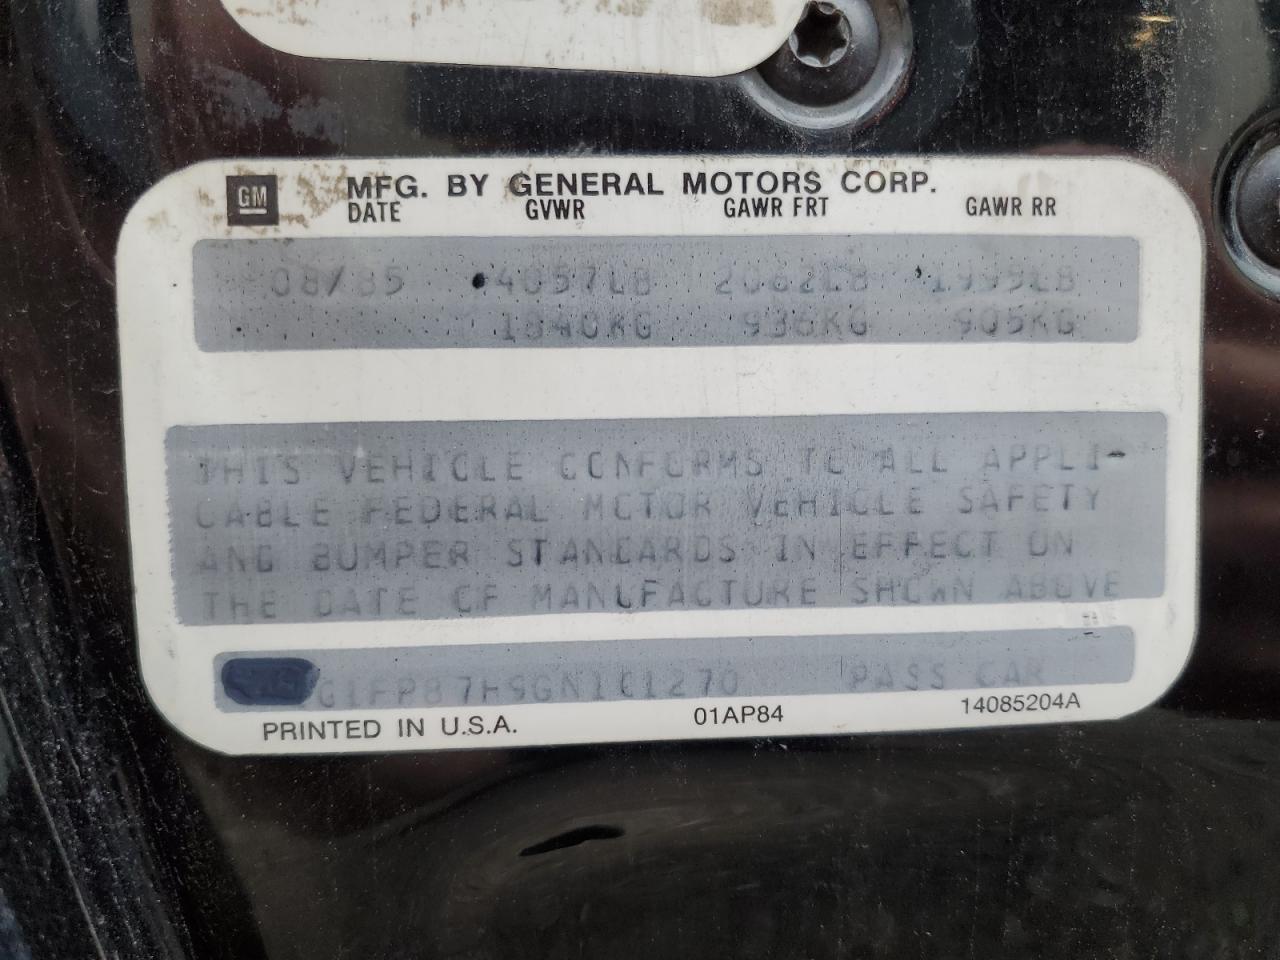 GM MFG. BY GENERAL MOTORS CORP.
DATE GVWR GAWR FRT GAWR RR
08/85 4057LB 2062LB 1995LB
1840KG 936KG 905KG
THIS VEHICLE CONFORMS TO ALL APPLI-
CABLE FEDERAL MOTOR VEHICLE SAFETY
AND BUMPER STANDARDS IN EFFECT ON
THE DATE OF MANUFACTURE SHOWN ABOVE
G1FP87H9GN101270 PASS CAR
PRINTED IN U.S.A. 01AP84 14085204A